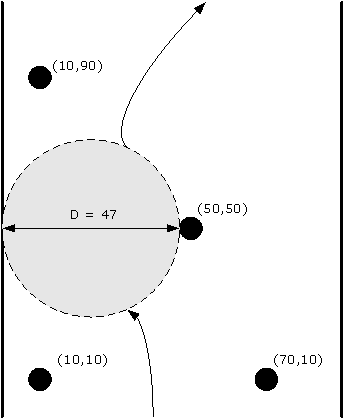 (10,90)
(50,50)
D = 47
(10,10)
(70,10)